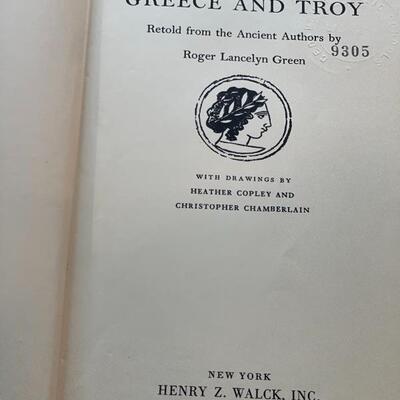 GREECE AND TROY
Retold from the Ancient Authors by
9305
Roger Lancelyn Green
WITH DRAWINGS BY
HEATHER COPLEY AND
CHRISTOPHER CHAMBERLAIN
NEW YORK
HENRY Z. WALCK, INC.